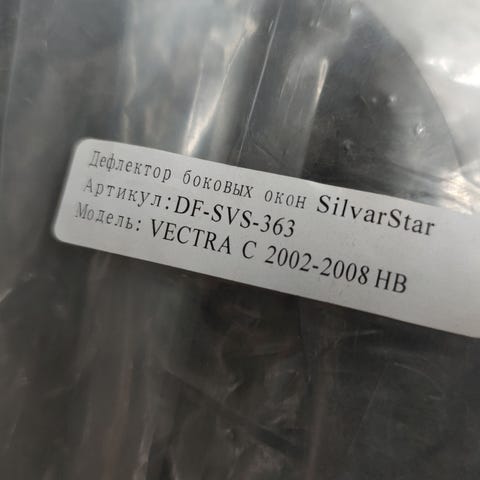 Дефлектор боковых окон SilvarStar
Артикул:DF-SVS-363
Модель: VECTRA C 2002-2008 HB